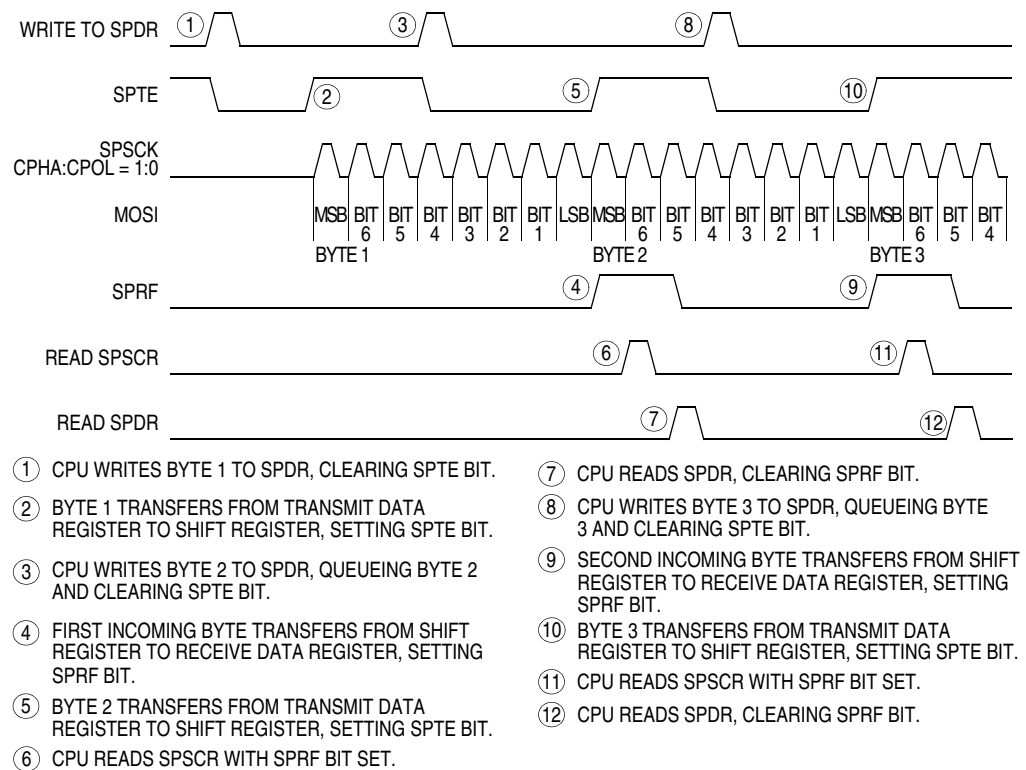 WRITE TO SPDR
1
3
8
SPTE
2
5
10
SPSCK
CPHA:CPOL = 1:0
MOSI
MSB BIT BIT BIT BIT BIT BIT LSB MSB BIT BIT BIT BIT BIT BIT LSB MSB BIT BIT BIT
6 5 4 3 2 1 6 5 4 3 2 1 6 5 4
BYTE 1 BYTE 2 BYTE 3
SPRF
4
9
READ SPSCR
6
11
READ SPDR
7
12
1 CPU WRITES BYTE 1 TO SPDR, CLEARING SPTE BIT.
2 BYTE 1 TRANSFERS FROM TRANSMIT DATA
REGISTER TO SHIFT REGISTER, SETTING SPTE BIT.
3 CPU WRITES BYTE 2 TO SPDR, QUEUEING BYTE 2
AND CLEARING SPTE BIT.
4 FIRST INCOMING BYTE TRANSFERS FROM SHIFT
REGISTER TO RECEIVE DATA REGISTER, SETTING
SPRF BIT.
5 BYTE 2 TRANSFERS FROM TRANSMIT DATA
REGISTER TO SHIFT REGISTER, SETTING SPTE BIT.
6 CPU READS SPSCR WITH SPRF BIT SET.
7 CPU READS SPDR, CLEARING SPRF BIT.
8 CPU WRITES BYTE 3 TO SPDR, QUEUEING BYTE
3 AND CLEARING SPTE BIT.
9 SECOND INCOMING BYTE TRANSFERS FROM SHIFT
REGISTER TO RECEIVE DATA REGISTER, SETTING
SPRF BIT.
10 BYTE 3 TRANSFERS FROM TRANSMIT DATA
REGISTER TO SHIFT REGISTER, SETTING SPTE BIT.
11 CPU READS SPSCR WITH SPRF BIT SET.
12 CPU READS SPDR, CLEARING SPRF BIT.